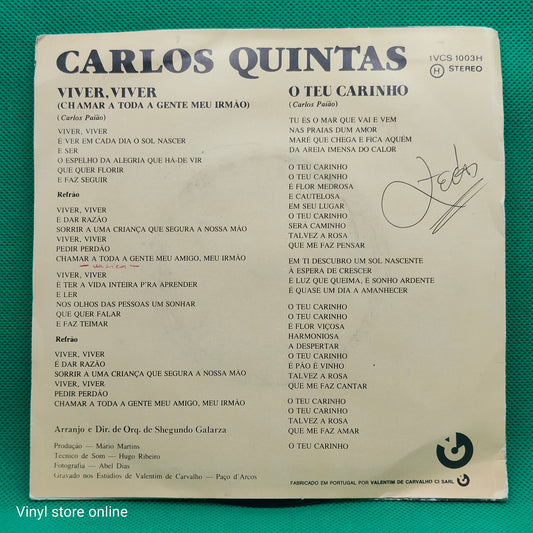 CARLOS QUINTAS
1VCS 1003H
H STEREO
VIVER, VIVER
(CHAMAR A TODA A GENTE MEU IRMÃO)
(Carlos Paião)
VIVER, VIVER
É VER EM CADA DIA O SOL NASCER
E SER
O ESPELHO DA ALEGRIA QUE HÁ-DE VIR
QUE QUER FLORIR
E FAZ SEGUIR
Refrão
VIVER, VIVER
É DAR RAZÃO
SORRIR A UMA CRIANÇA QUE SEGURA A NOSSA MÃO
VIVER, VIVER
PEDIR PERDÃO
CHAMAR A TODA A GENTE MEU AMIGO, MEU IRMÃO
VIVER, VIVER
É TER A VIDA INTEIRA P'RA APRENDER
E LER
NOS OLHOS DAS PESSOAS UM SONHAR
QUE QUER FALAR
E FAZ TEIMAR
Refrão
VIVER, VIVER
É DAR RAZÃO
SORRIR A UMA CRIANÇA QUE SEGURA A NOSSA MÃO
VIVER, VIVER
PEDIR PERDÃO
CHAMAR A TODA A GENTE MEU AMIGO, MEU IRMÃO
Arranjo e Dir. de Orq. de Shegundo Galarza
Produção — Mário Martins
Tecnico de Som — Hugo Ribeiro
Fotografia — Abel Dias
Gravado nos Estúdios de Valentim de Carvalho — Paço d'Arcos
O TEU CARINHO
(Carlos Paião)
TU ÉS O MAR QUE VAI E VEM
NAS PRAIAS DUM AMOR
MARÉ QUE CHEGA E FICA AQUÉM
DA AREIA IMENSA DO CALOR
O TEU CARINHO
O TEU CARINHO
É FLOR MEDROSA
E CAUTELOSA
EM SEU LUGAR
O TEU CARINHO
SERÁ CAMINHO
TALVEZ A ROSA
QUE ME FAZ PENSAR
EM TI DESCUBRO UM SOL NASCENTE
À ESPERA DE CRESCER
É LUZ QUE QUEIMA, É SONHO ARDENTE
É QUASE UM DIA A AMANHECER
O TEU CARINHO
O TEU CARINHO
É FLOR VIÇOSA
HARMONIOSA
A DESPERTAR
O TEU CARINHO
É PÃO E VINHO
TALVEZ A ROSA
QUE ME FAZ CANTAR
O TEU CARINHO
O TEU CARINHO
TALVEZ A ROSA
QUE ME FAZ AMAR
O TEU CARINHO
FABRICADO EM PORTUGAL POR VALENTIM DE CARVALHO CI SARL
Vinyl store online